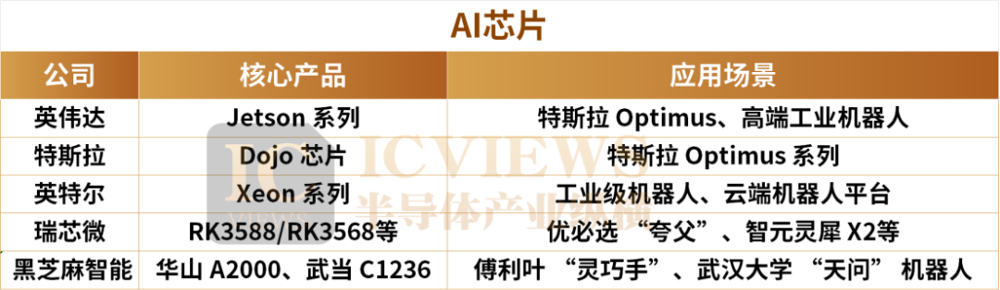 AI芯片
公司 核心产品 应用场景
英伟达 Jetson 系列 特斯拉 Optimus、高端工业机器人
特斯拉 Dojo 芯片 特斯拉 Optimus 系列
英特尔 Xeon 系列 工业级机器人、云端机器人平台
瑞芯微 RK3588/RK3568等 优必选 “夸父”、智元灵犀 X2等
黑芝麻智能 华山 A2000、武当 C1236 傅利叶 “灵巧手”、武汉大学 “天问” 机器人
IC
VIEWS
ICVIEWS
半导体产业纵横